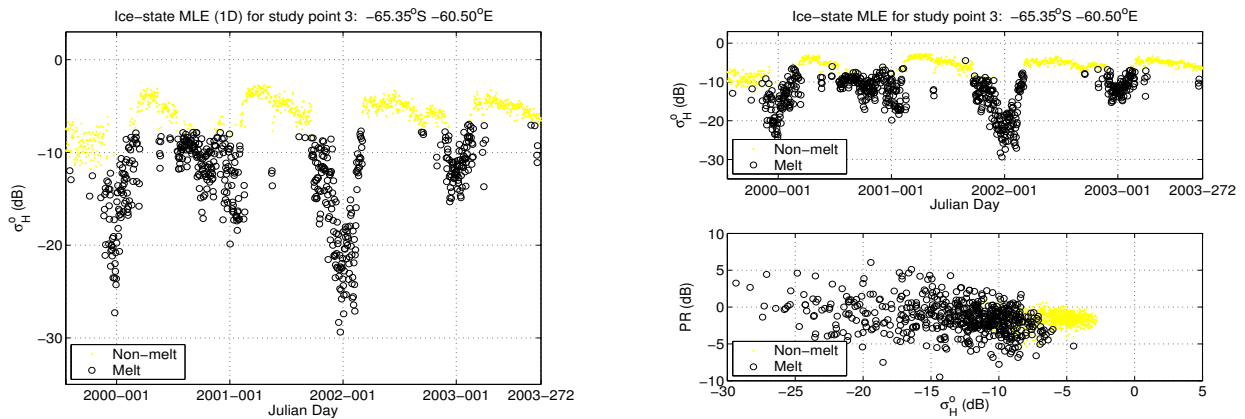 Ice-state MLE (1D) for study point 3: −65.35°S −60.50°E
0
−10
−20
−30
σ_H^o (dB)
Non−melt
Melt
2000−001
2001−001
2002−001
2003−001
2003−272
Julian Day
Ice-state MLE for study point 3: −65.35°S −60.50°E
0
−10
−20
−30
σ_H^o (dB)
Non−melt
Melt
2000−001
2001−001
2002−001
2003−001
2003−272
Julian Day
10
5
0
−5
−10
PR (dB)
Non−melt
Melt
−30
−25
−20
−15
−10
−5
0
5
σ_H^o (dB)